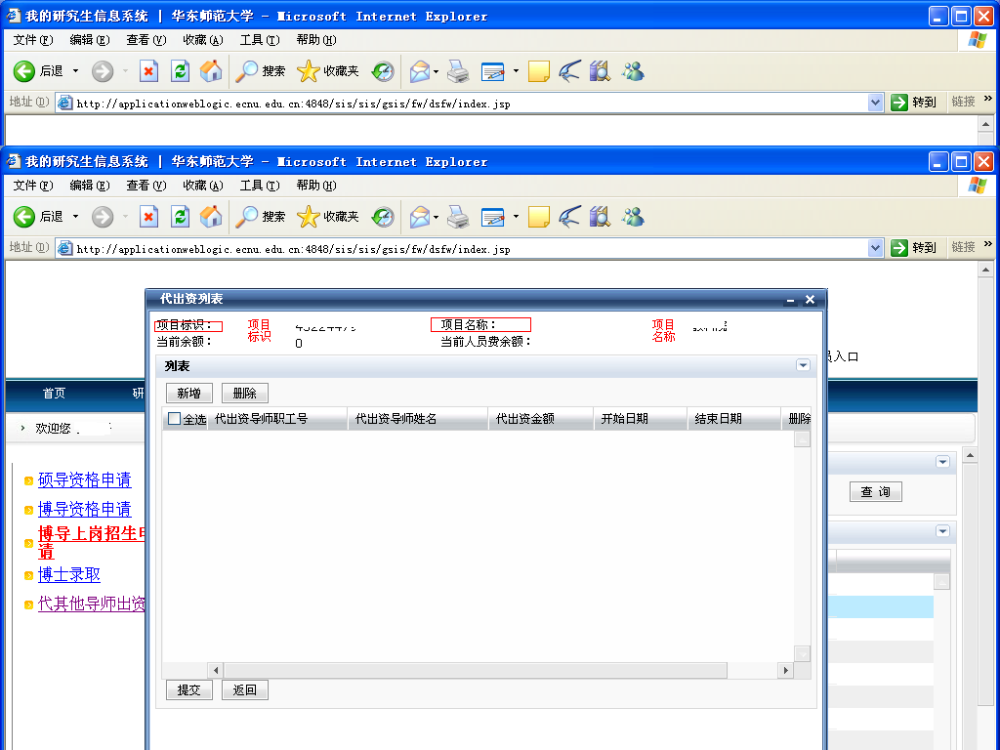 我的研究生信息系统 | 华东师范大学 - Microsoft Internet Explorer
文件(F) 编辑(E) 查看(V) 收藏(A) 工具(T) 帮助(H)
后退 搜索 收藏夹
地址(D) http://applicationweblogic.ecnu.edu.cn:4848/sis/sis/gsis/fw/dsfw/index.jsp 转到 链接 »
我的研究生信息系统 | 华东师范大学 - Microsoft Internet Explorer
文件(F) 编辑(E) 查看(V) 收藏(A) 工具(T) 帮助(H)
后退 搜索 收藏夹
地址(D) http://applicationweblogic.ecnu.edu.cn:4848/sis/sis/gsis/fw/dsfw/index.jsp 转到 链接 »
代出资列表
项目标识: 项目标识 项目名称: 项目名称
当前余额: 0 当前人员费余额:
员入口
列表
首页 研
新增 删除
全选 代出资导师职工号 代出资导师姓名 代出资金额 开始日期 结束日期 删除
欢迎您
硕导资格申请
查 询
博导资格申请
博导上岗招生申
请
博士录取
代其他导师出资
提交 返回